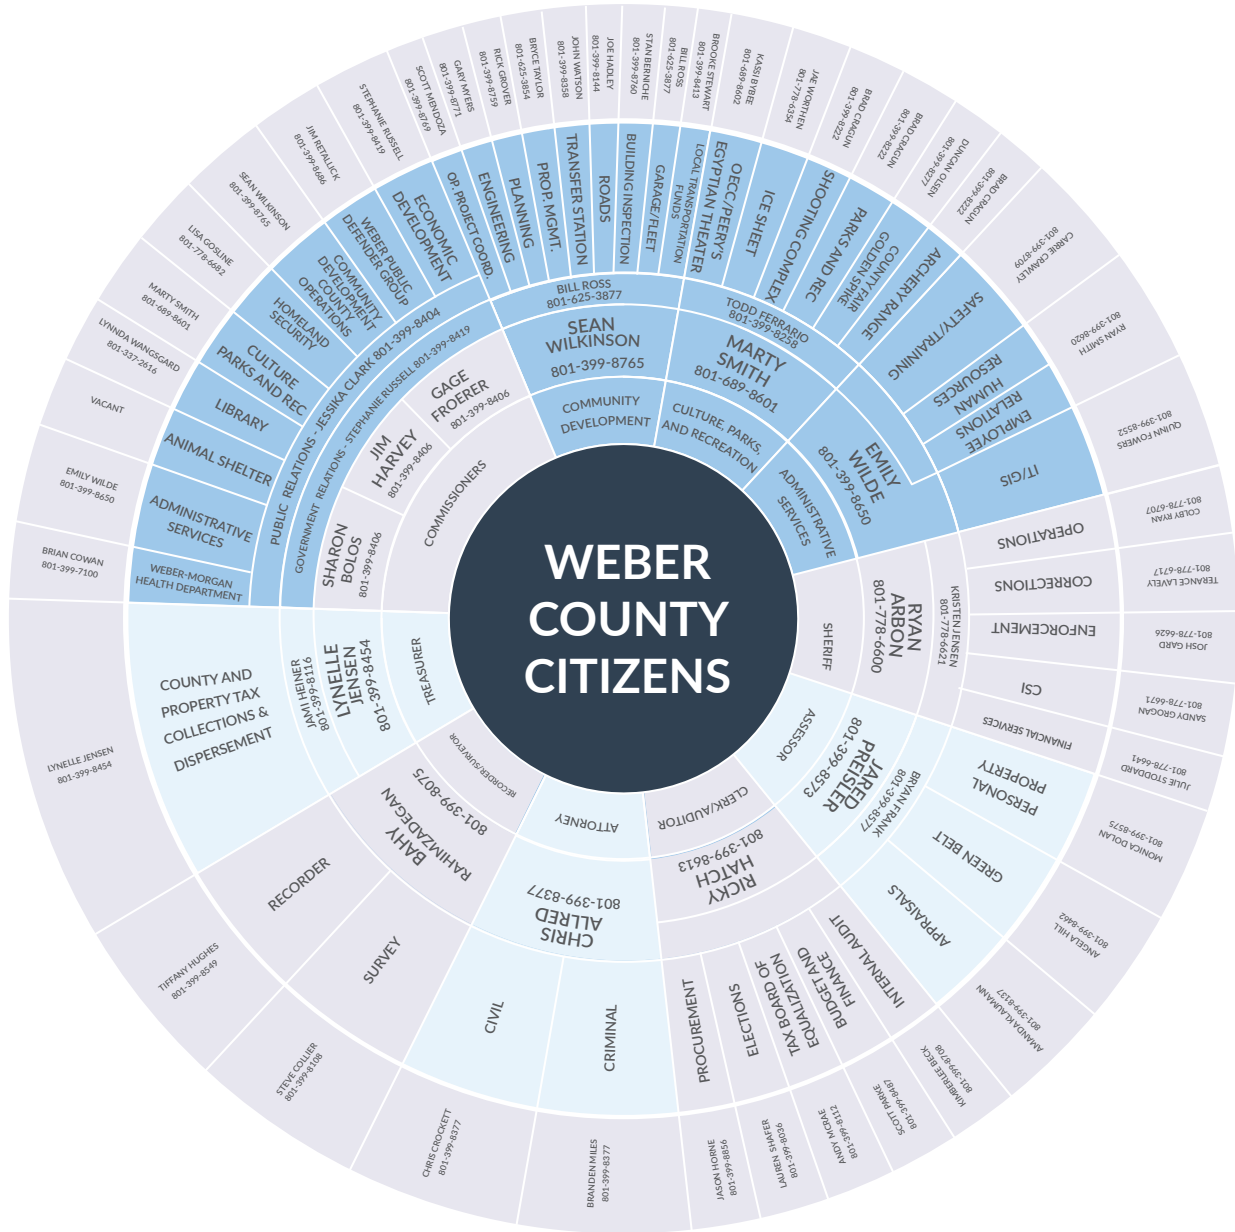 WEBER
COUNTY
CITIZENS
COMMISSIONERS
SHARON
BOLOS
801-399-8406
JIM
HARVEY
801-399-8406
GAGE
FROERER
801-399-8406
GOVERNMENT RELATIONS - STEPHANIE RUSSELL 801-399-8419
PUBLIC RELATIONS - JESSIKA CLARK 801-399-8404
WEBER-MORGAN
HEALTH DEPARTMENT
BRIAN COWAN
801-399-7100
ADMINISTRATIVE
SERVICES
EMILY WILDE
801-399-8650
ANIMAL SHELTER
VACANT
LIBRARY
LYNNDA WANGSGARD
801-337-2616
CULTURE
PARKS AND REC
MARTY SMITH
801-689-8601
HOMELAND
SECURITY
LISA GOSLINE
801-778-6682
COMMUNITY
DEVELOPMENT
COUNTY
OPERATIONS
SEAN WILKINSON
801-399-8765
WEBER PUBLIC
DEFENDER GROUP
JIM RETALLICK
801-399-8686
ECONOMIC
DEVELOPMENT
STEPHANIE RUSSELL
801-399-8419
COMMUNITY
DEVELOPMENT
SEAN
WILKINSON
801-399-8765
BILL ROSS
801-625-3877
OP. PROJECT COORD.
SCOTT MENDOZA
801-399-8769
ENGINEERING
GARY MYERS
801-399-8771
PLANNING
RICK GROVER
801-399-8759
PROP. MGMT.
BRYCE TAYLOR
801-625-3854
TRANSFER STATION
JOHN WATSON
801-399-8358
ROADS
JOE HADLEY
801-399-8144
BUILDING INSPECTION
STAN BERNICHE
801-399-8760
GARAGE/FLEET
BILL ROSS
801-625-3877
LOCAL TRANSPORTATION
FUNDS
BROOKE STEWART
801-399-8413
CULTURE, PARKS,
AND RECREATION
MARTY
SMITH
801-689-8601
TODD FERRARIO
801-399-8258
OECC/PEERY'S
EGYPTIAN THEATER
KASSI BYBEE
801-689-8602
ICE SHEET
JAE WORTHEN
801-778-6354
SHOOTING COMPLEX
BRAD CRAGUN
801-399-8222
PARKS AND REC
BRAD CRAGUN
801-399-8222
COUNTY FAIR
GOLDEN SPIKE
DUNCAN OLSEN
801-399-8277
ARCHERY RANGE
BRAD CRAGUN
801-399-8222
ADMINISTRATIVE
SERVICES
EMILY
WILDE
801-399-8650
SAFETY/TRAINING
CARRIE CRAWLEY
801-399-8709
HUMAN
RESOURCES
EMPLOYEE
RELATIONS
RYAN SMITH
801-399-8620
IT/GIS
QUINN FOWERS
801-399-8552
SHERIFF
RYAN
ARBON
801-778-6600
KRISTEN JENSEN
801-778-6621
OPERATIONS
COLBY RYAN
801-778-6707
CORRECTIONS
TERANCE LAVELY
801-778-6717
ENFORCEMENT
JOSH GARD
801-778-6626
CSI
SANDY GROGAN
801-778-6671
FINANCIAL SERVICES
JULIE STODDARD
801-778-6641
ASSESSOR
JARED
PREISLER
801-399-8573
BRYAN FRANK
801-399-8577
PERSONAL
PROPERTY
MONICA DOLAN
801-399-8575
GREEN BELT
ANGELA HILL
801-399-8462
APPRAISALS
AMANDA KLAUMANN
801-399-8137
CLERK/AUDITOR
RICKY
HATCH
801-399-8613
INTERNAL AUDIT
KIMBERLEE BECK
801-399-8708
BUDGET AND
FINANCE
SCOTT PARKE
801-399-8487
TAX BOARD OF
EQUALIZATION
ANDY MCRAE
801-399-8112
ELECTIONS
LAUREN SHAFER
801-399-8036
PROCUREMENT
JASON HORNE
801-399-8856
ATTORNEY
CHRIS
ALLRED
801-399-8377
CRIMINAL
BRANDEN MILES
801-399-8377
CIVIL
CHRIS CROCKETT
801-399-8377
RECORDER/SURVEYOR
BAHY
RAHIMZADEGAN
801-399-8075
SURVEY
STEVE COLLIER
801-399-8108
RECORDER
TIFFANY HUGHES
801-399-8549
TREASURER
LYNELLE
JENSEN
801-399-8454
JAMI HEINER
801-399-8116
COUNTY AND
PROPERTY TAX
COLLECTIONS &
DISPERSEMENT
LYNELLE JENSEN
801-399-8454